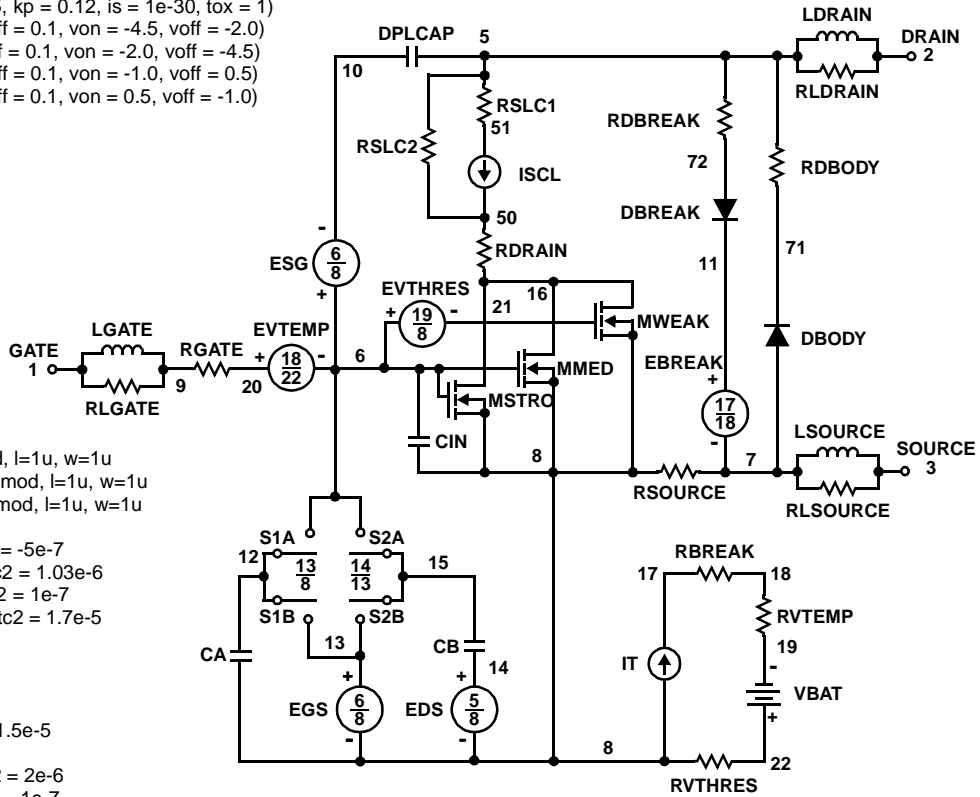 , kp = 0.12, is = 1e-30, tox = 1)
ff = 0.1, von = -4.5, voff = -2.0)
f = 0.1, von = -2.0, voff = -4.5)
ff = 0.1, von = -1.0, voff = 0.5)
ff = 0.1, von = 0.5, voff = -1.0)
DPLCAP
5
10
LDRAIN
DRAIN
2
RLDRAIN
RSLC1
51
RSLC2
ISCL
RDBREAK
72
RDBODY
DBREAK
50
RDRAIN
71
11
-
ESG
6
8
+
EVTHRES
+
19
8
-
21
16
MWEAK
LGATE
GATE
1
RLGATE
9
RGATE
20
EVTEMP
+
18
22
-
6
MMED
MSTRO
EBREAK
+
17
18
-
DBODY
CIN
8
RSOURCE
7
LSOURCE
SOURCE
3
RLSOURCE
d, l=1u, w=1u
mod, l=1u, w=1u
mod, l=1u, w=1u
= -5e-7
c2 = 1.03e-6
2 = 1e-7
tc2 = 1.7e-5
S1A
S2A
12
13
8
14
13
15
S1B
S2B
13
CA
CB
14
+
EGS
6
8
-
+
EDS
5
8
-
RBREAK
17
18
RVTEMP
19
IT
-
VBAT
+
8
22
RVTHRES
1.5e-5
2 = 2e-6